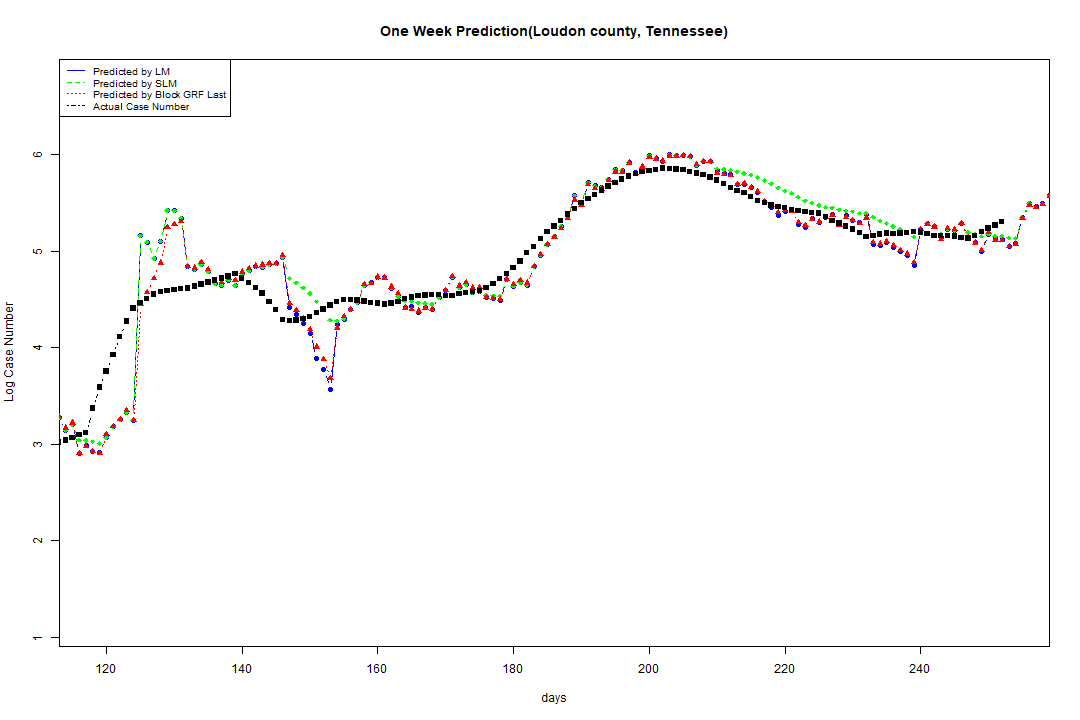 One Week Prediction(Loudon county, Tennessee)
Predicted by LM
Predicted by SLM
Predicted by Block GRF Last
Actual Case Number
6
5
4
3
2
1
Log Case Number
120 140 160 180 200 220 240
days